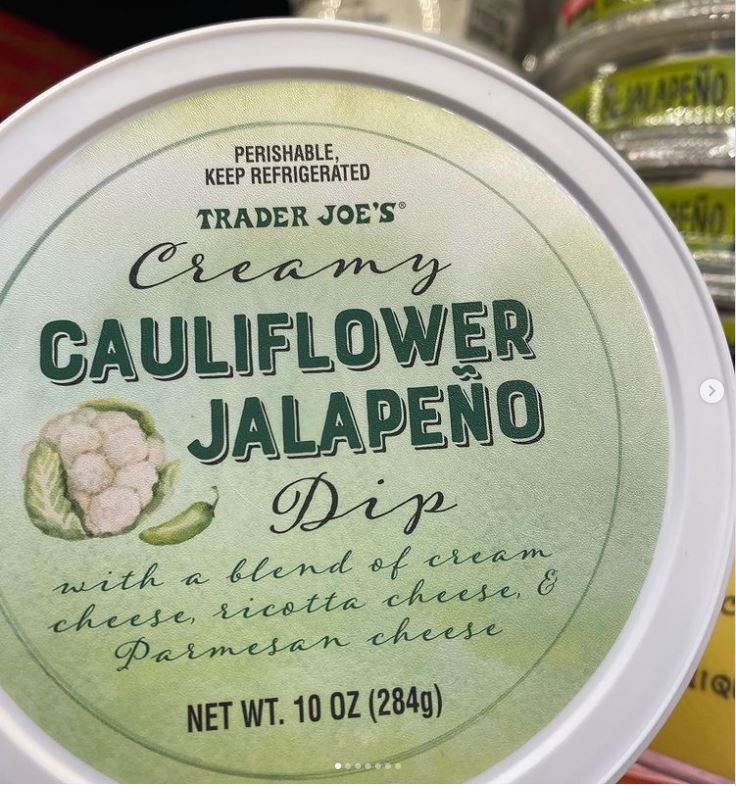 PERISHABLE,
KEEP REFRIGERATED
TRADER JOE'S®
Creamy
CAULIFLOWER
JALAPEÑO
Dip
with a blend of cream
cheese, ricotta cheese, &
Parmesan cheese
NET WT. 10 OZ (284g)
JALAPEÑO